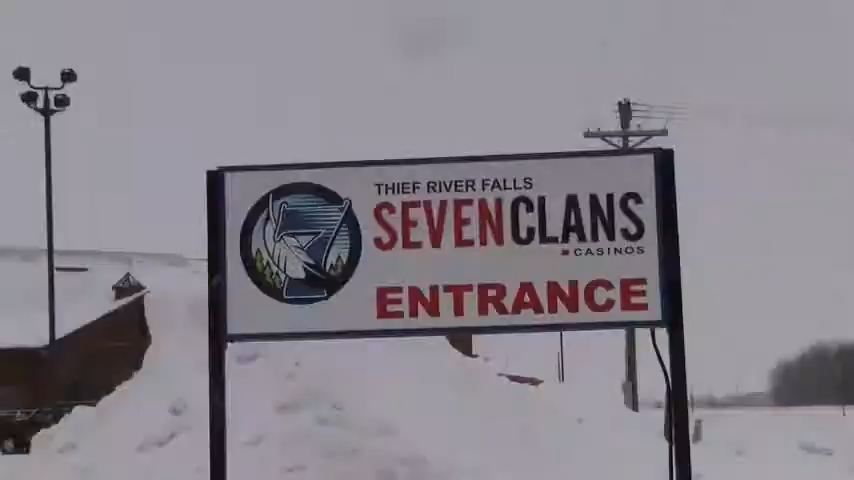 THIEF RIVER FALLS
SEVEN CLANS
CASINOS
ENTRANCE